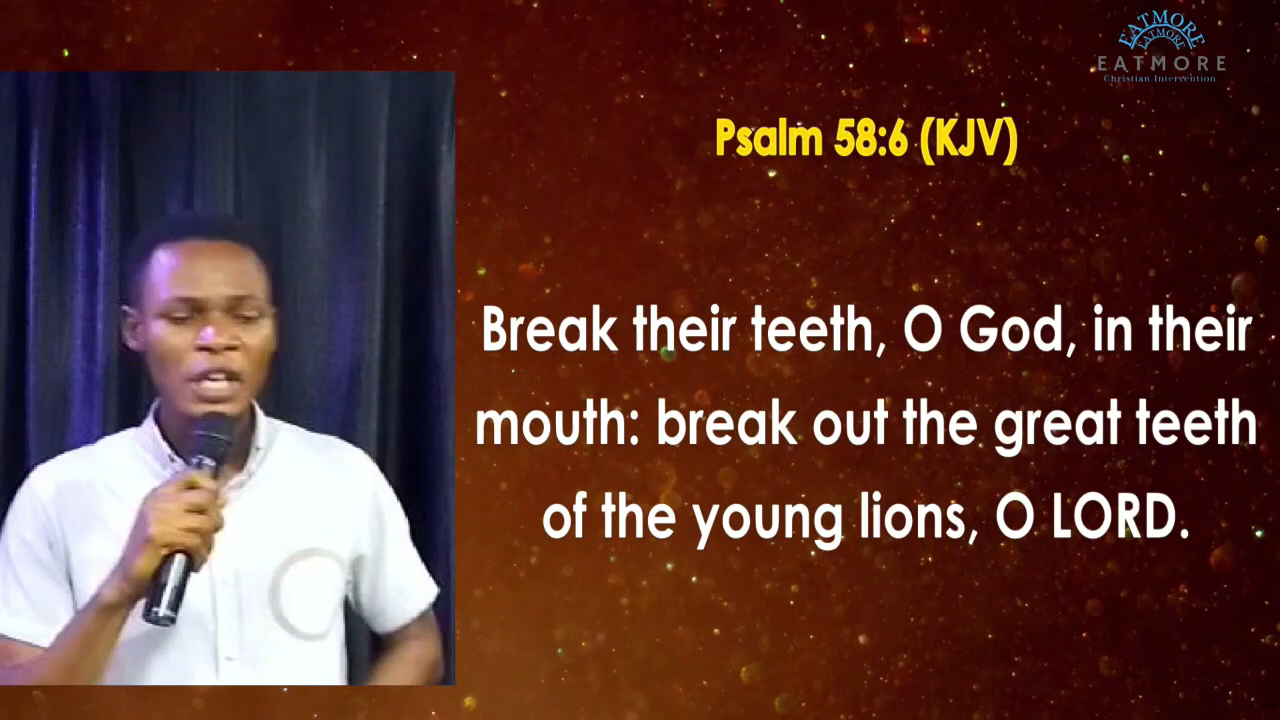 EATMORE
EATMORE
EATMORE
Christian Intervention
Psalm 58:6 (KJV)
Break their teeth, O God, in their
mouth: break out the great teeth
of the young lions, O LORD.